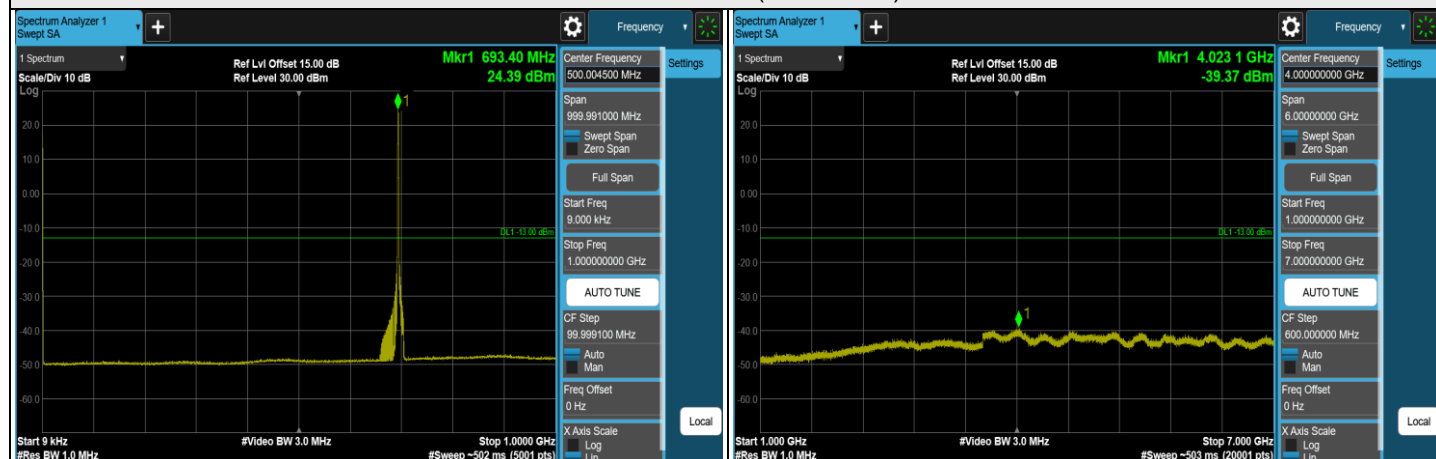 Spectrum Analyzer 1
Swept SA
+
Frequency
1 Spectrum
Scale/Div 10 dB
Log
Ref Lvl Offset 15.00 dB
Ref Level 30.00 dBm
Mkr1 693.40 MHz
24.39 dBm
1
20.0
10.0
0.00
-10.0
-20.0
-30.0
-40.0
-50.0
-60.0
DL1 -13.00 dBm
Start 9 kHz
#Res BW 1.0 MHz
#Video BW 3.0 MHz
Stop 1.0000 GHz
#Sweep ~502 ms (5001 pts)
Center Frequency
500.004500 MHz
Settings
Span
999.991000 MHz
Swept Span
Zero Span
Full Span
Start Freq
9.000 kHz
Stop Freq
1.000000000 GHz
AUTO TUNE
CF Step
99.999100 MHz
Auto
Man
Freq Offset
0 Hz
X Axis Scale
Log
Lin
Local
Spectrum Analyzer 1
Swept SA
+
Frequency
1 Spectrum
Scale/Div 10 dB
Log
Ref Lvl Offset 15.00 dB
Ref Level 30.00 dBm
Mkr1 4.023 1 GHz
-39.37 dBm
1
20.0
10.0
0.00
-10.0
-20.0
-30.0
-40.0
-50.0
-60.0
DL1 -13.00 dBm
Start 1.000 GHz
#Res BW 1.0 MHz
#Video BW 3.0 MHz
Stop 7.000 GHz
#Sweep ~503 ms (20001 pts)
Center Frequency
4.000000000 GHz
Settings
Span
6.00000000 GHz
Swept Span
Zero Span
Full Span
Start Freq
1.000000000 GHz
Stop Freq
7.000000000 GHz
AUTO TUNE
CF Step
600.000000 MHz
Auto
Man
Freq Offset
0 Hz
X Axis Scale
Log
Lin
Local